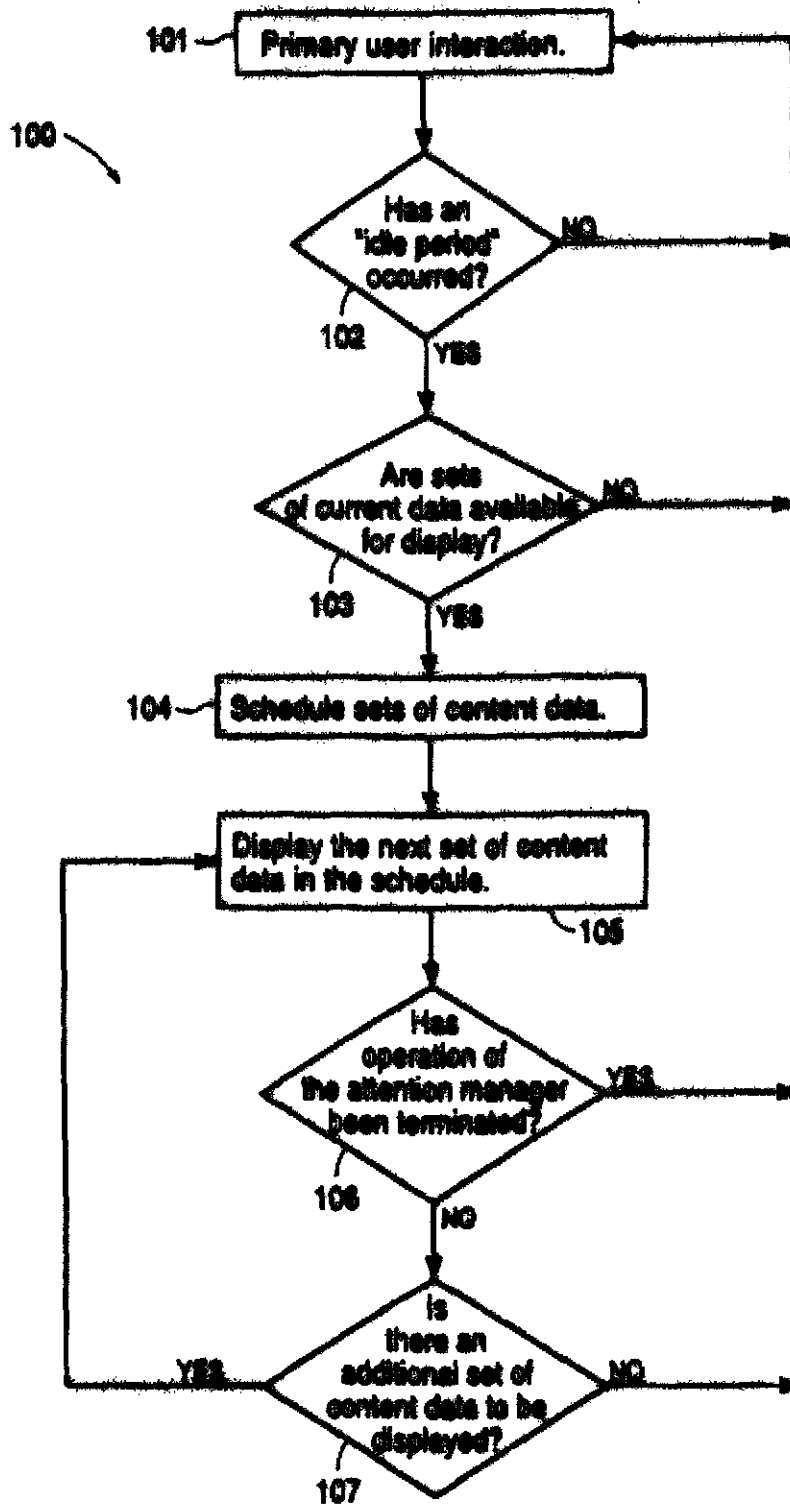 101
Primary user interaction.
100
Has an
"idle period"
occurred?
NO
102
YES
Are sets
of current data available
for display?
NO
103
YES
104
Schedule sets of content data.
Display the next set of content
data in the schedule.
105
Has
operation of
the attention manager
been terminated?
YES
106
NO
Is
there an
additional set of
content data to be
displayed?
YES
NO
107